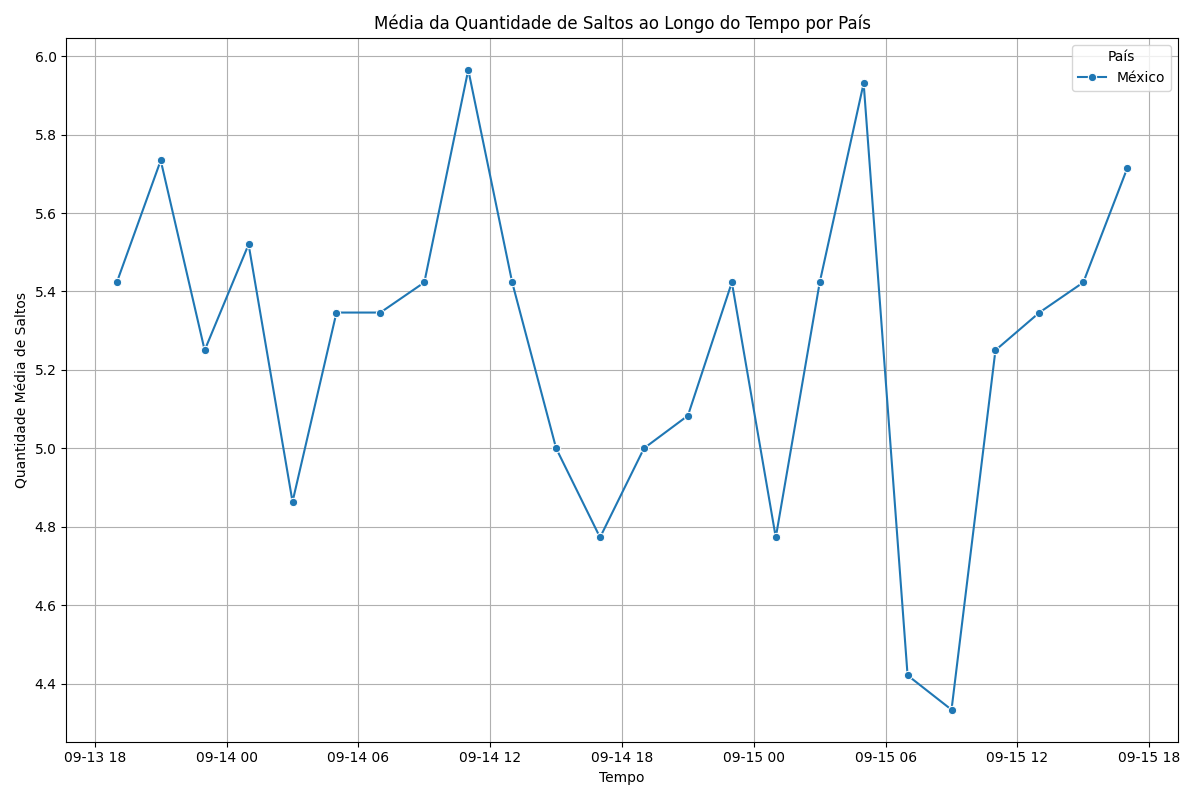 Média da Quantidade de Saltos ao Longo do Tempo por País
País
México
Quantidade Média de Saltos
6.0
5.8
5.6
5.4
5.2
5.0
4.8
4.6
4.4
09-13 18 09-14 00 09-14 06 09-14 12 09-14 18 09-15 00 09-15 06 09-15 12 09-15 18
Tempo